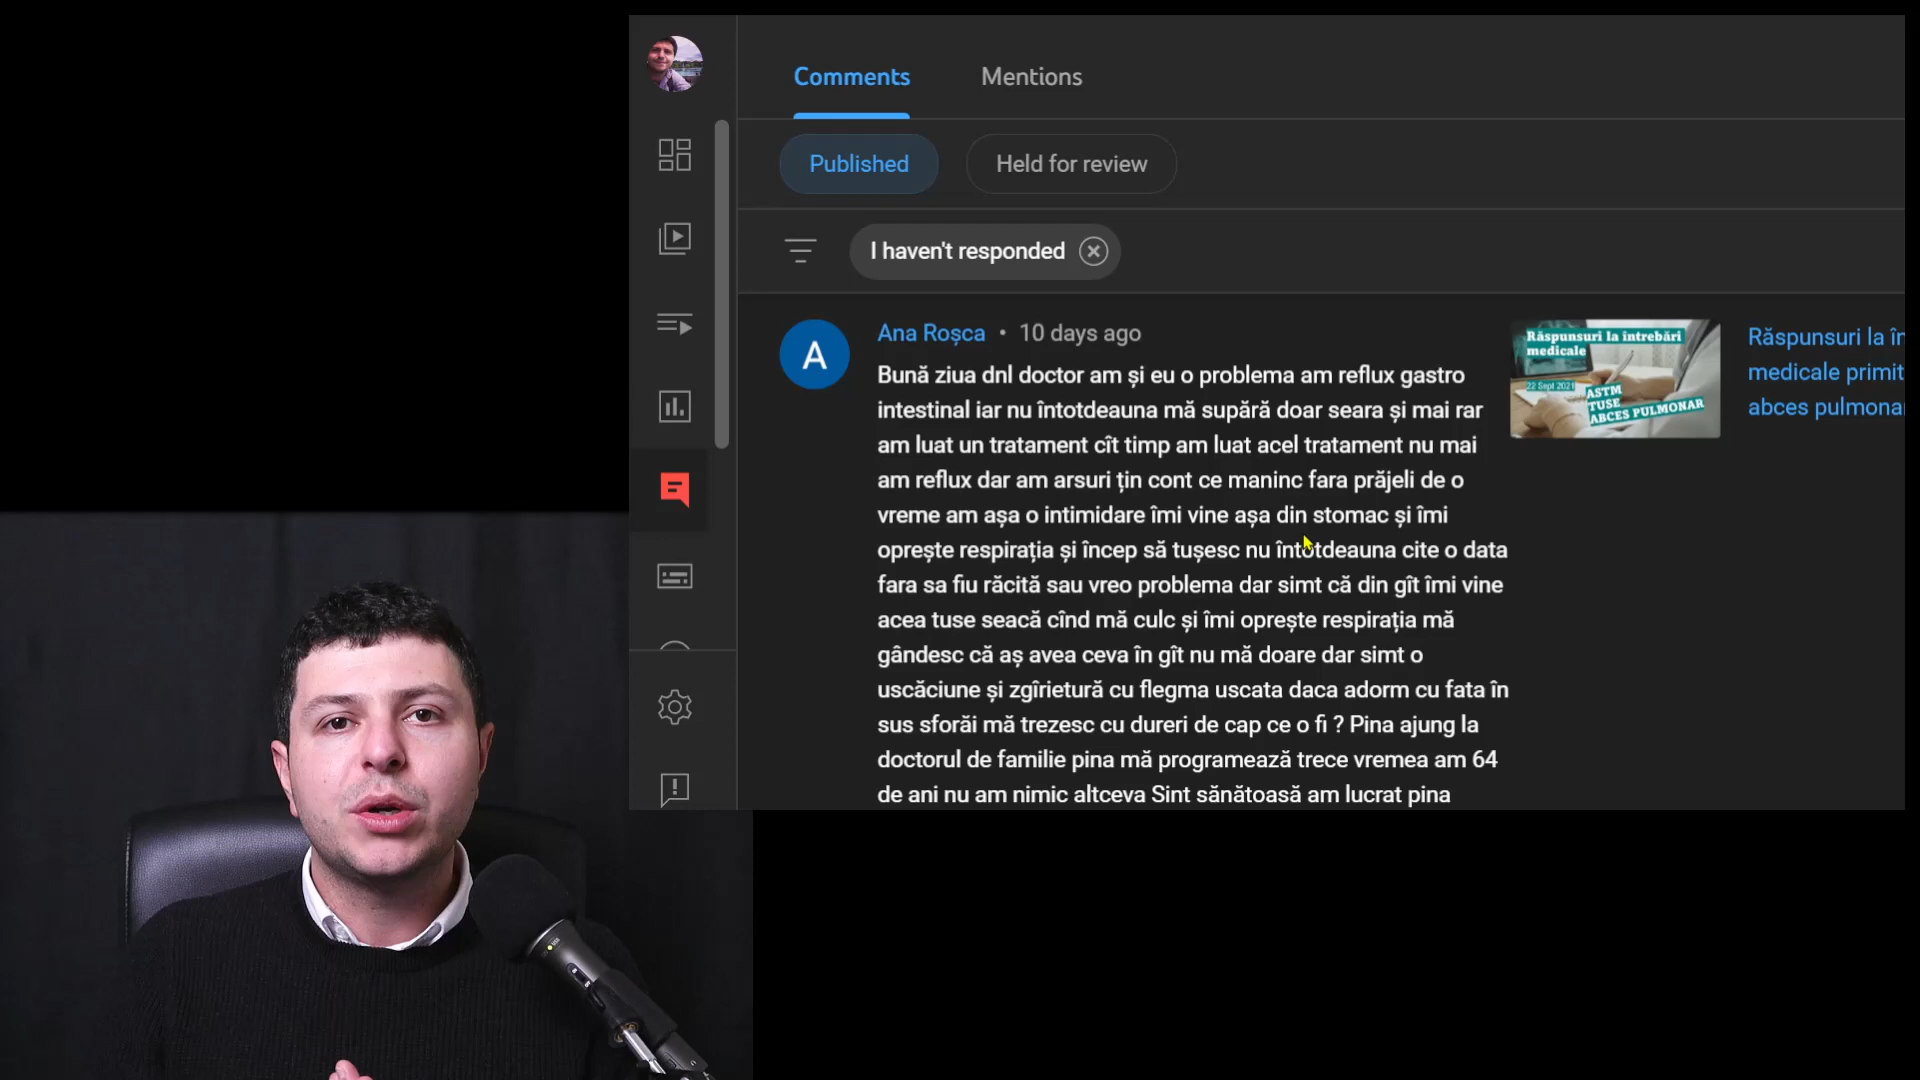 Comments
Mentions
Published
Held for review
I haven't responded
A
Ana Roșca • 10 days ago
Bună ziua dnl doctor am și eu o problema am reflux gastro
intestinal iar nu întotdeauna mă supără doar seara și mai rar
am luat un tratament cît timp am luat acel tratament nu mai
am reflux dar am arsuri țin cont ce maninc fara prăjeli de o
vreme am așa o intimidare îmi vine așa din stomac și îmi
oprește respirația și încep să tușesc nu întotdeauna cite o data
fara sa fiu răcită sau vreo problema dar simt că din gît îmi vine
acea tuse seacă cînd mă culc și îmi oprește respirația mă
gândesc că aș avea ceva în gît nu mă doare dar simt o
uscăciune și zgîrietură cu flegma uscata daca adorm cu fata în
sus sforăi mă trezesc cu dureri de cap ce o fi ? Pina ajung la
doctorul de familie pina mă programează trece vremea am 64
de ani nu am nimic altceva Sint sănătoasă am lucrat pina
Răspunsuri la întrebări
medicale
22 Sept 2021
ASTM
TUSE
ABCES PULMONAR
Răspunsuri la în
medicale primit
abces pulmona